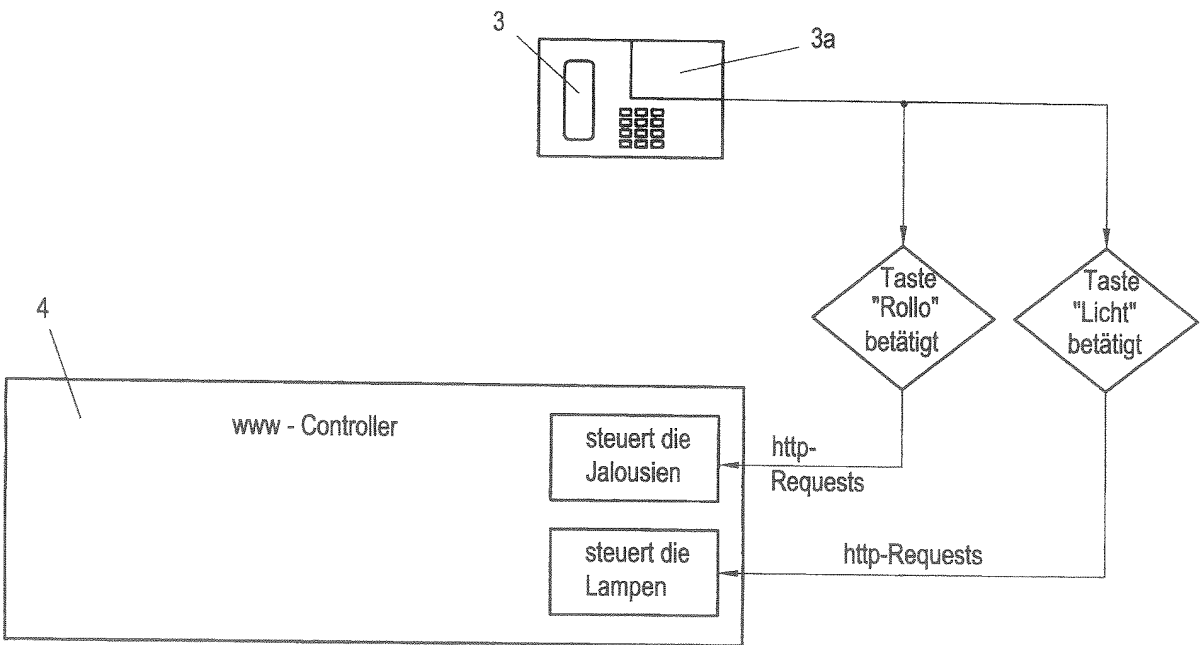 3
3a
Taste
"Rollo"
betätigt
Taste
"Licht"
betätigt
4
www - Controller
steuert die
Jalousien
http-
Requests
steuert die
Lampen
http-Requests